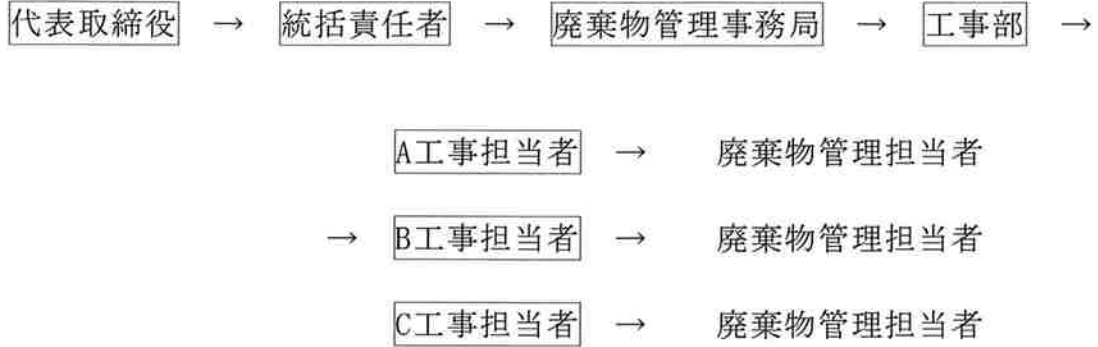 代表取締役 → 統括責任者 → 廃棄物管理事務局 → 工事部 →
A工事担当者 → 廃棄物管理担当者
→ B工事担当者 → 廃棄物管理担当者
C工事担当者 → 廃棄物管理担当者